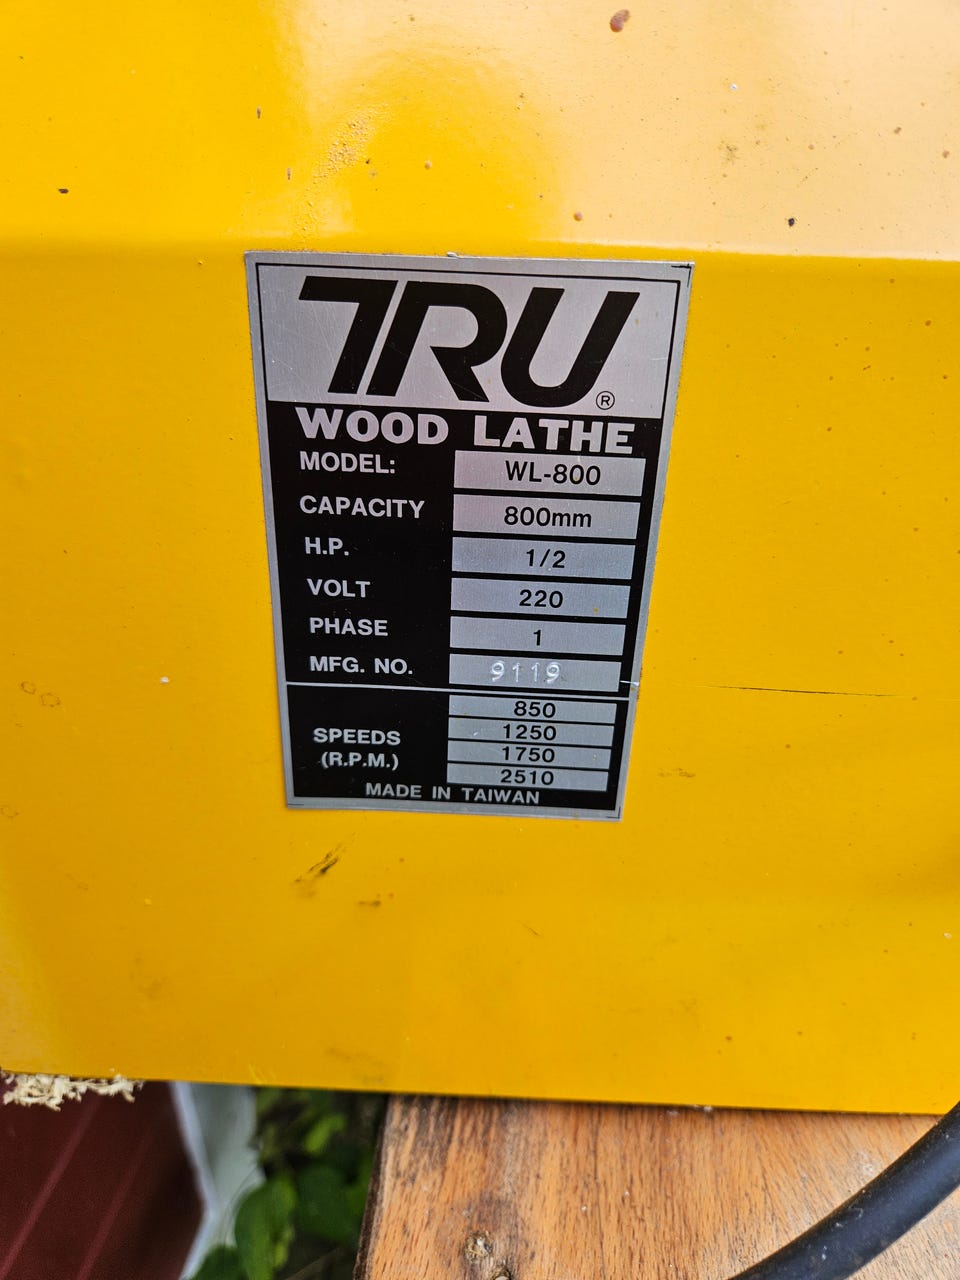 TRU®
WOOD LATHE
MODEL: WL-800
CAPACITY 800mm
H.P. 1/2
VOLT 220
PHASE 1
MFG. NO. 9119
SPEEDS (R.P.M.)
850
1250
1750
2510
MADE IN TAIWAN